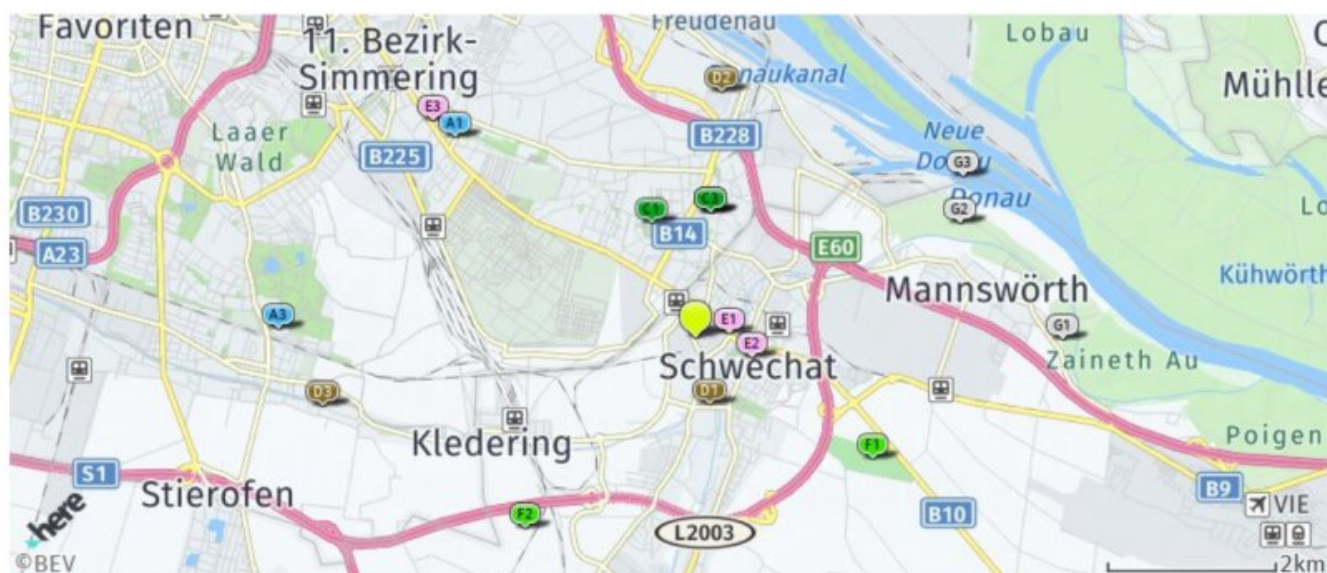 Favoriten
11. Bezirk-
Simmering
Freudenau
Lobau
Mühlle
D2
naukanal
E3
A1
Laaer
Wald
B225
B228
Neue
Donau
G3
Donau
G2
C1
C3
B14
B230
A23
E60
Mannswörth
Kühwörth
A3
E1
E2
G1
Schwechat
Zaineth Au
D3
D1
Kledering
F1
Poigen
S1
Stierofen
F2
B10
B9
VIE
L2003
here
©BEV
2km